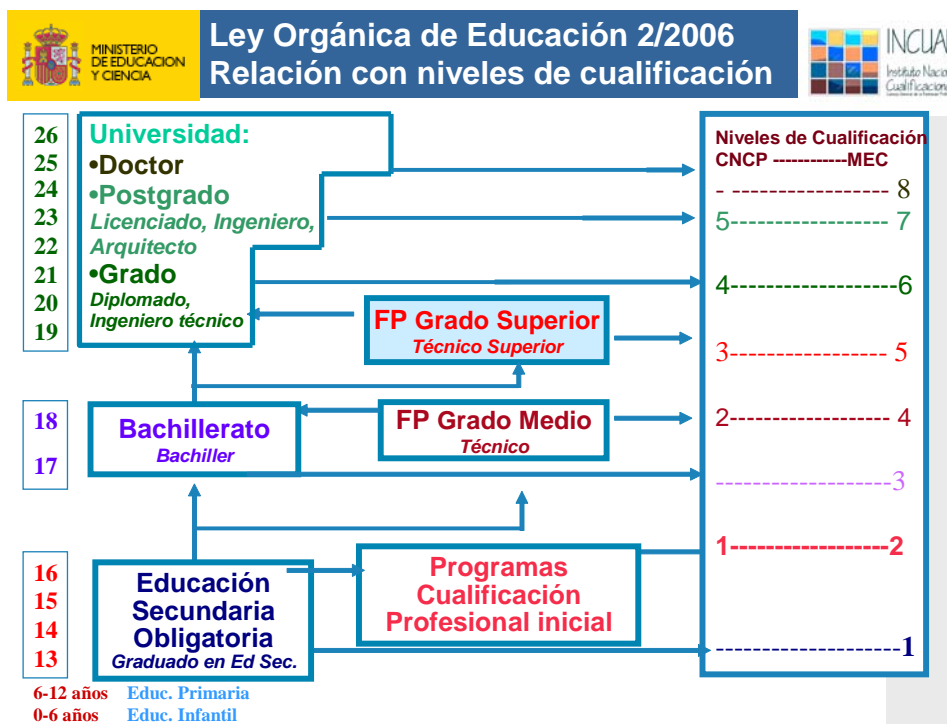 MINISTERIO
DE EDUCACION
Y CIENCIA
Ley Orgánica de Educación 2/2006
Relación con niveles de cualificación
INCUAL
Instituto Nacio
Cualificacion
26
25
24
23
22
21
20
19
Universidad:
•Doctor
•Postgrado
Licenciado, Ingeniero,
Arquitecto
•Grado
Diplomado,
Ingeniero técnico
FP Grado Superior
Técnico Superior
18
17
Bachillerato
Bachiller
FP Grado Medio
Técnico
16
15
14
13
Educación
Secundaria
Obligatoria
Graduado en Ed Sec.
Programas
Cualificación
Profesional inicial
Niveles de Cualificación
CNCP ------------MEC
- ------------------ 8
5------------------- 7
4--------------------6
3------------------- 5
2------------------- 4
--------------------3
1-------------------2
---------------------1
6-12 años Educ. Primaria
0-6 años Educ. Infantil